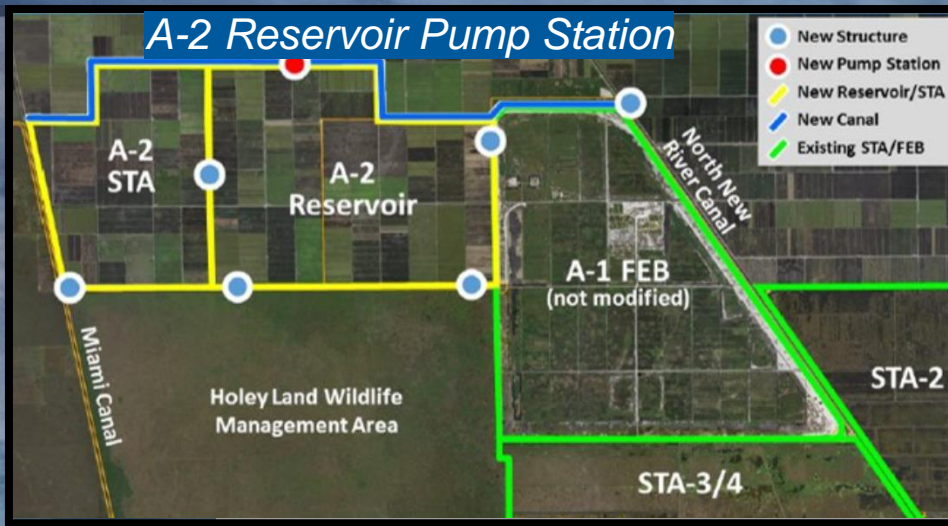 A-2 Reservoir Pump Station
New Structure
New Pump Station
New Reservoir/STA
New Canal
Existing STA/FEB
A-2
STA
A-2
Reservoir
North New
River Canal
A-1 FEB
(not modified)
Miami Canal
Holey Land Wildlife
Management Area
STA-2
STA-3/4